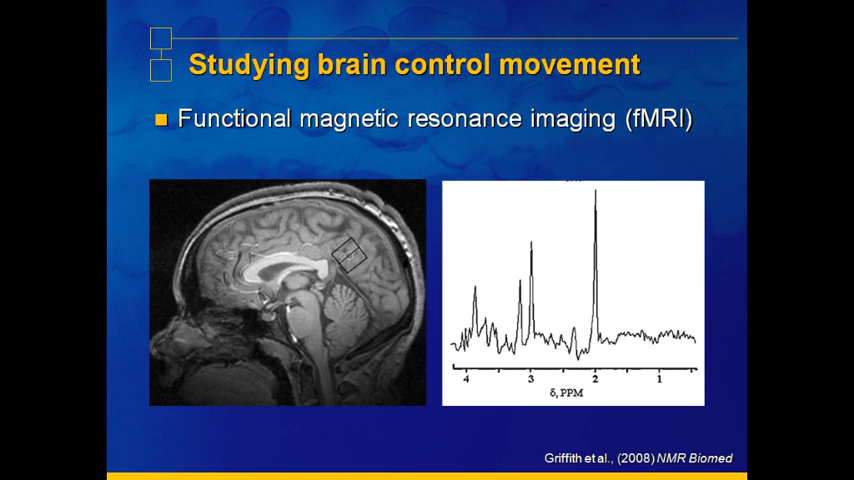 Studying brain control movement
Functional magnetic resonance imaging (fMRI)
4 3 2 1
δ, PPM
Griffith et al., (2008) NMR Biomed